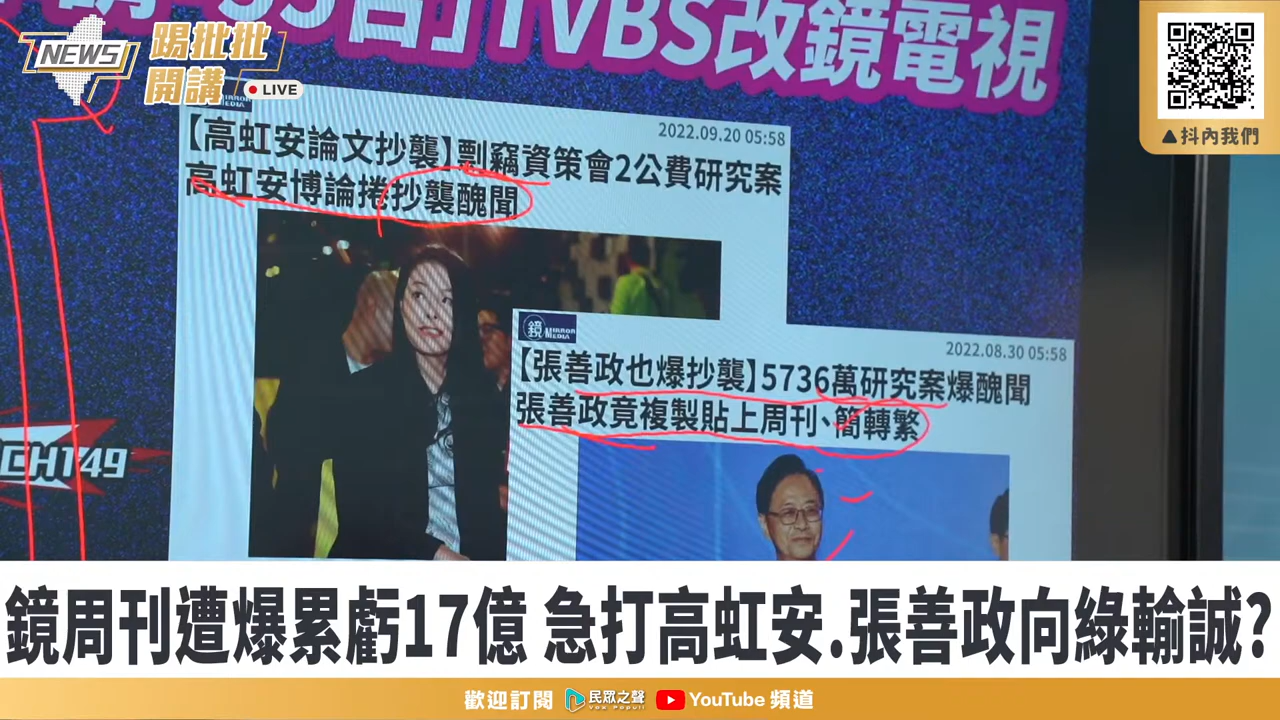 NEWS
踢批批
開講
LIVE
日」TVBS改鏡電視
抖內我們
2022.09.20 05:58
【高虹安論文抄襲】剽竊資策會2公費研究案
高虹安博論捲抄襲醜聞
鏡 MIRROR MEDIA
2022.08.30 05:58
【張善政也爆抄襲】5736萬研究案爆醜聞
張善政竟複製貼上周刊、簡轉繁
CH149
鏡周刊遭爆累虧17億 急打高虹安.張善政向綠輸誠?
歡迎訂閱 民眾之聲 Vox Populi YouTube 頻道